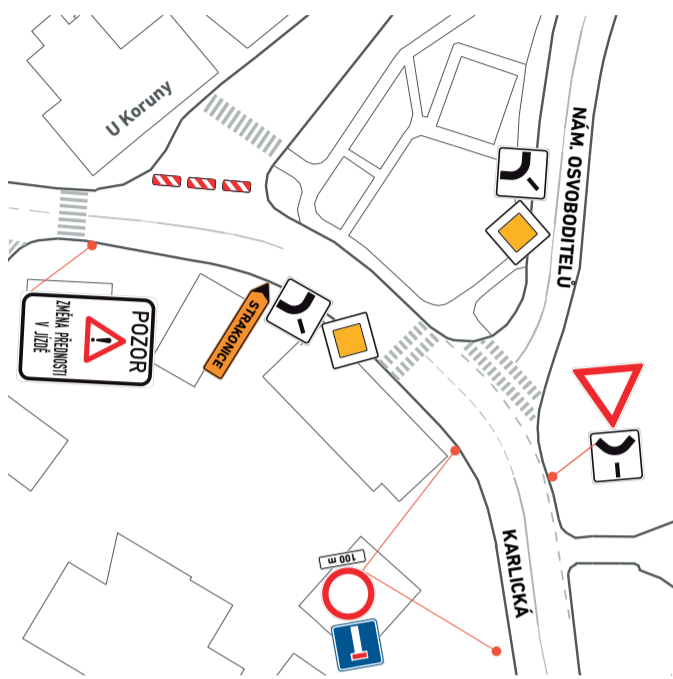 U Koruny
NÁM. OSVOBODITELŮ
STRAKONICE
POZOR
ZMĚNA PŘEDNOSTI
V JÍZDĚ
100 m
KARLICKÁ